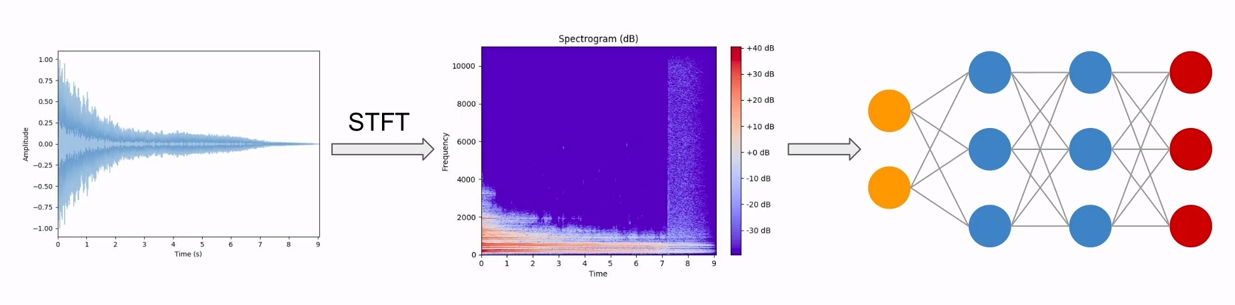 1.00
0.75
0.50
0.25
0.00
−0.25
−0.50
−0.75
−1.00
Amplitude
0 1 2 3 4 5 6 7 8 9
Time (s)
STFT
Spectrogram (dB)
10000
8000
6000
4000
2000
0
Frequency
0 1 2 3 4 5 6 7 8 9
Time
+40 dB
+30 dB
+20 dB
+10 dB
+0 dB
-10 dB
-20 dB
-30 dB